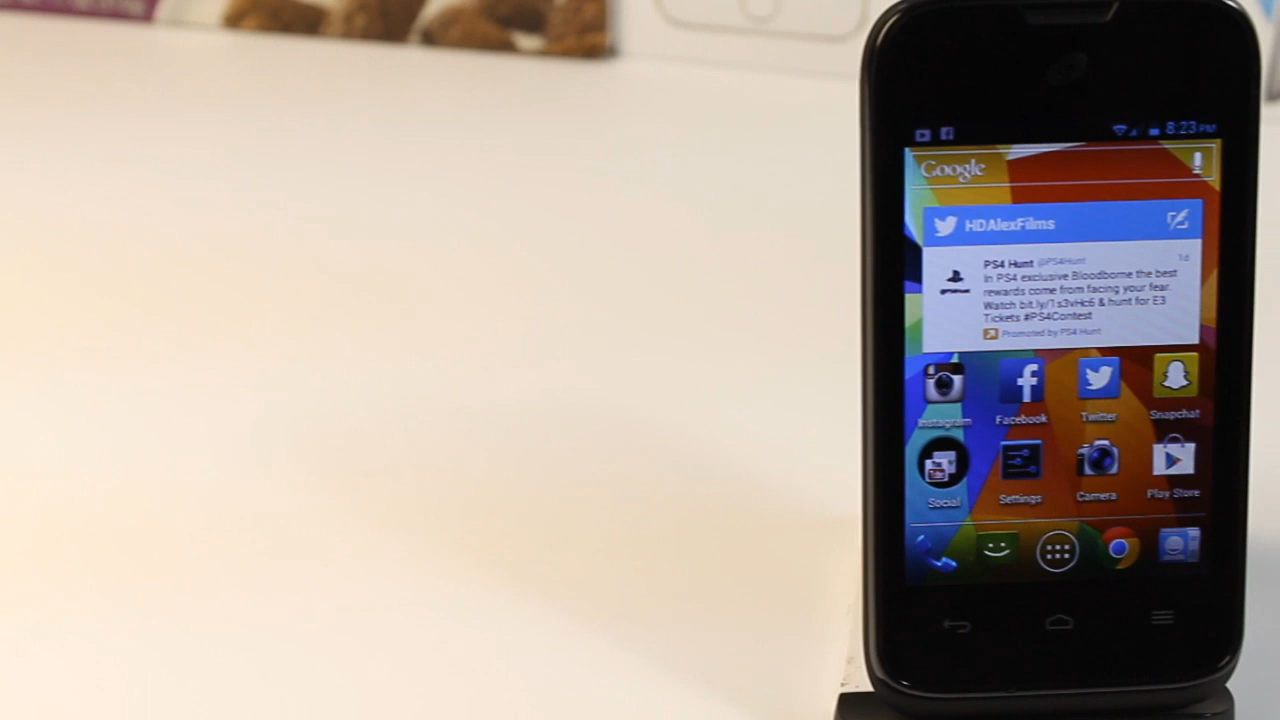 8:23 PM
Google
HDAlexFilms
PS4 Hunt @PS4Hunt 1d
In PS4 exclusive Bloodborne the best
rewards come from facing your fear.
Watch bit.ly/1s3vHc6 & hunt for E3
Tickets #PS4Contest
Promoted by PS4 Hunt
Instagram Facebook Twitter Snapchat
You
Tube
Social Settings Camera Play Store